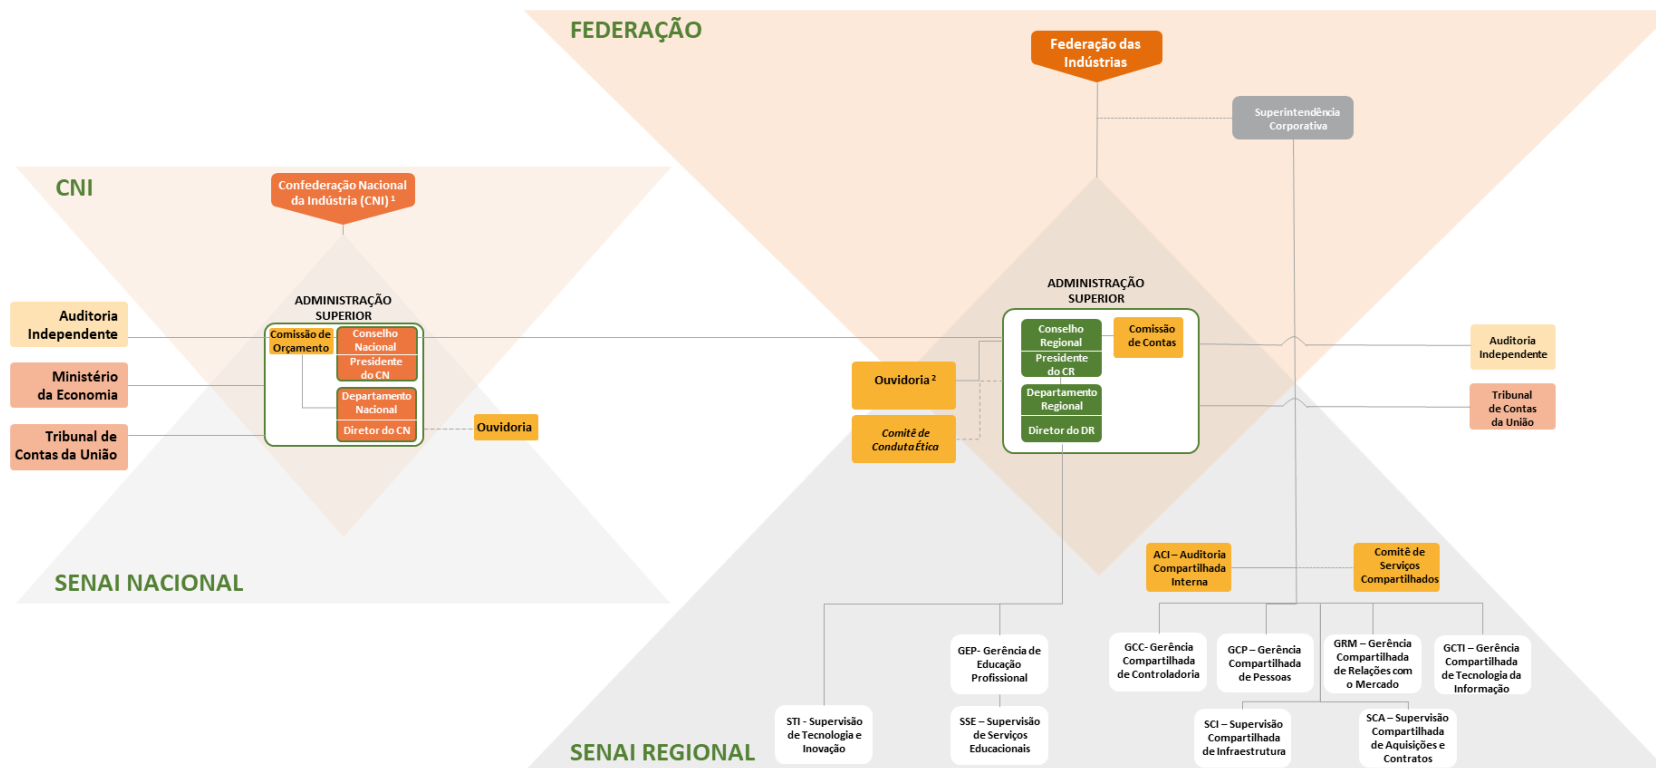 FEDERAÇÃO
Federação das
Indústrias
Superintendência
Corporativa
CNI
Confederação Nacional
da Indústria (CNI) ¹
ADMINISTRAÇÃO
SUPERIOR
Auditoria
Independente
Comissão de
Orçamento
Conselho
Nacional
Presidente
do CN
Ministério
da Economia
Departamento
Nacional
Diretor do CN
Tribunal de
Contas da União
Ouvidoria
SENAI NACIONAL
ADMINISTRAÇÃO
SUPERIOR
Conselho
Regional
Presidente
do CR
Comissão
de Contas
Departamento
Regional
Diretor do DR
Ouvidoria ²
Comitê de
Conduta Ética
Auditoria
Independente
Tribunal
de Contas
da União
ACI – Auditoria
Compartilhada
Interna
Comitê de
Serviços
Compartilhados
GEP- Gerência de
Educação
Profissional
GCC- Gerência
Compartilhada
de Controladoria
GCP – Gerência
Compartilhada
de Pessoas
GRM – Gerência
Compartilhada
de Relações com
o Mercado
GCTI – Gerência
Compartilhada
de Tecnologia da
Informação
STI - Supervisão
de Tecnologia e
Inovação
SSE – Supervisão
de Serviços
Educacionais
SCI – Supervisão
Compartilhada
de Infraestrutura
SCA – Supervisão
Compartilhada
de Aquisições e
Contratos
SENAI REGIONAL